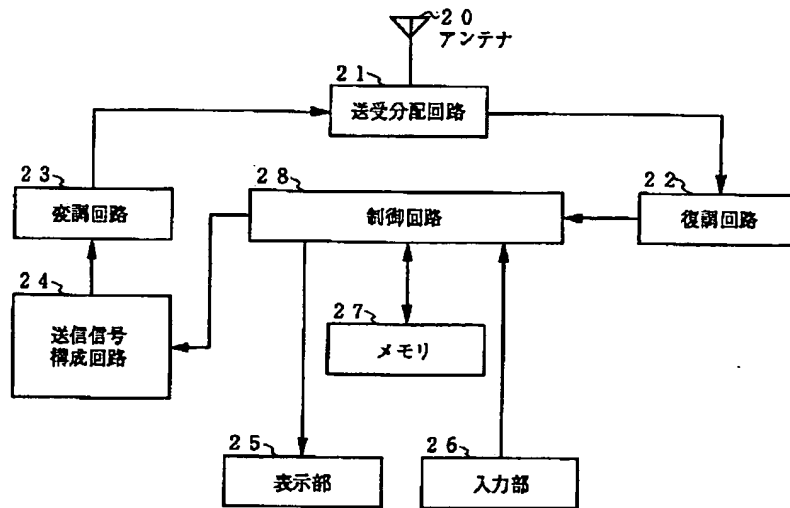 20
アンテナ
21
送受分配回路
23
変調回路
28
制御回路
22
復調回路
24
送信信号
構成回路
27
メモリ
25
表示部
26
入力部